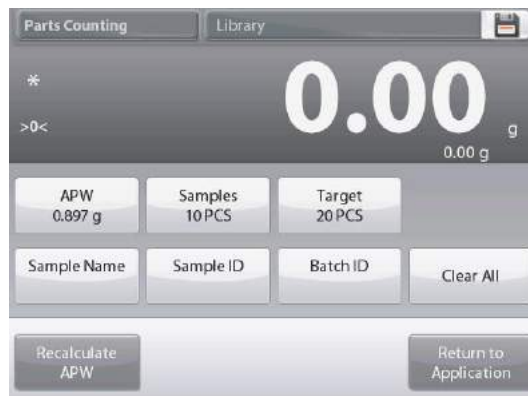 Parts Counting
Library
*
>0<
0.00 g
0.00 g
APW
0.897 g
Samples
10 PCS
Target
20 PCS
Sample Name
Sample ID
Batch ID
Clear All
Recalculate
APW
Return to
Application